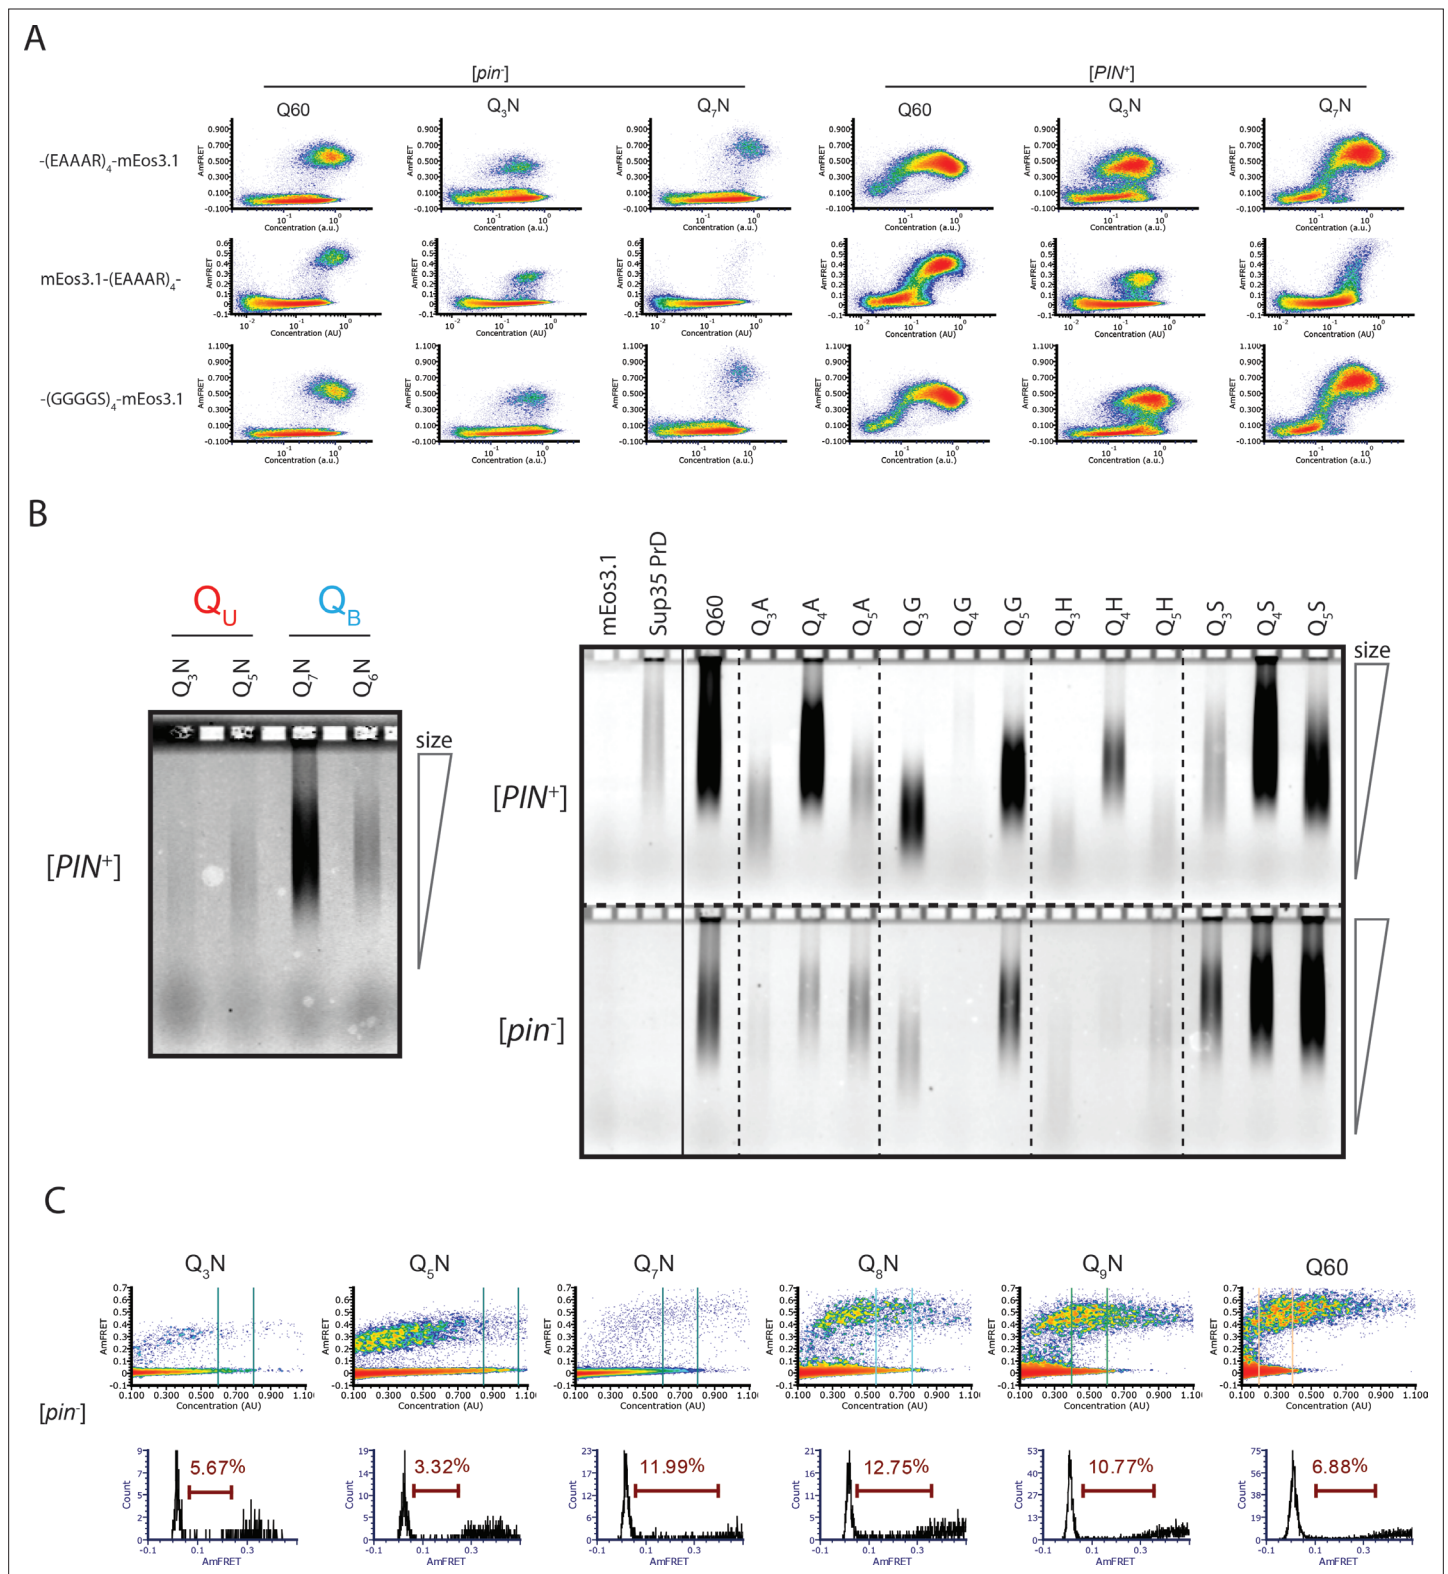 A
[pin-] [PIN+]
Q60 Q3N Q7N Q60 Q3N Q7N
-(EAAAR)4-mEos3.1
mEos3.1-(EAAAR)4-
-(GGGGS)4-mEos3.1
AmFRET
Concentration (a.u.)
Concentration (AU)
B
QU QB
Q3N Q5N Q7N Q6N
size
[PIN+]
mEos3.1 Sup35 PrD Q60 Q3A Q4A Q5A Q3G Q4G Q5G Q3H Q4H Q5H Q3S Q4S Q5S
size
[PIN+]
[pin-]
C
Q3N Q5N Q7N Q8N Q9N Q60
AmFRET
Concentration (AU)
[pin-]
5.67% 3.32% 11.99% 12.75% 10.77% 6.88%
Count
AmFRET